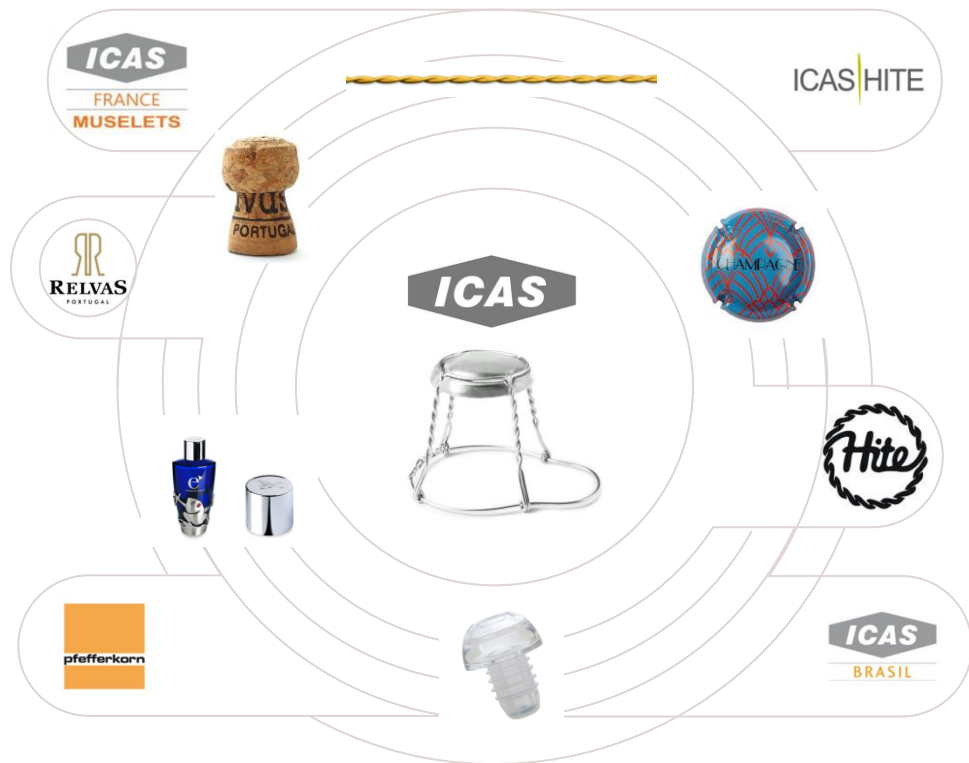 ICAS
FRANCE
MUSELETS
ICAS HITE
PORTUGAL
RELVAS
PORTUGAL
ICAS
CHAMPAGNE
Hite
e
pfefferkorn
ICAS
BRASIL